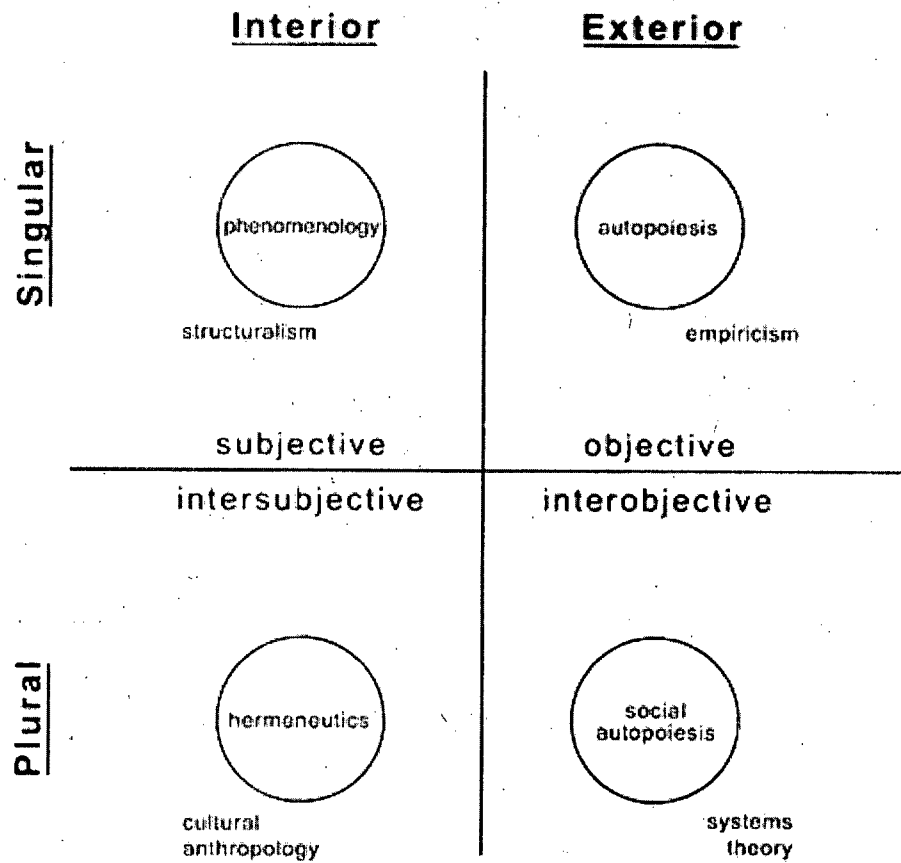 Interior
Exterior
Singular
phenomenology
autopoiesis
structuralism
empiricism
subjective
objective
intersubjective
interobjective
Plural
hermeneutics
social
autopoiesis
cultural
anthropology
systems
theory